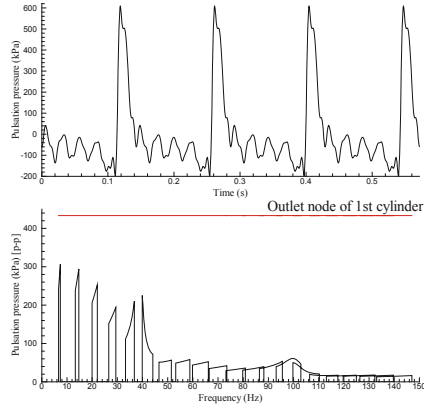 600
500
400
300
200
100
0
-100
-200
Pulsation pressure (kPa)
0 0.1 0.2 0.3 0.4 0.5
Time (s)
Outlet node of 1st cylinder
400
300
200
100
0
Pulsation pressure (kPa) [p-p]
0 10 20 30 40 50 60 70 80 90 100 110 120 130 140 150
Frequency (Hz)